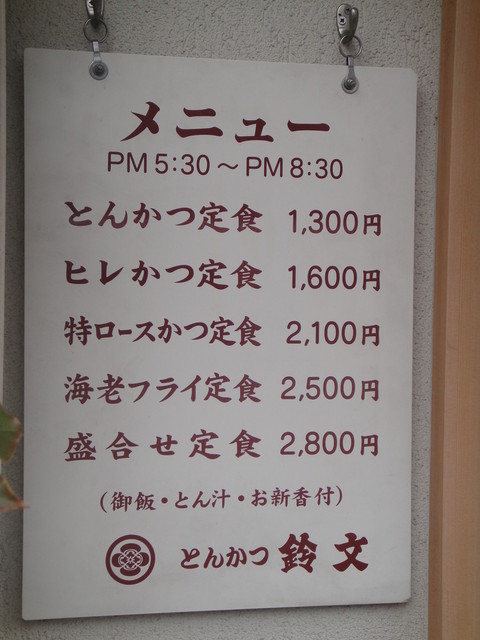 メニュー
PM5:30～PM8:30
とんかつ定食 1,300円
ヒレかつ定食 1,600円
特ロースかつ定食 2,100円
海老フライ定食 2,500円
盛合せ定食 2,800円
(御飯・とん汁・お新香付)
とんかつ 鈴文